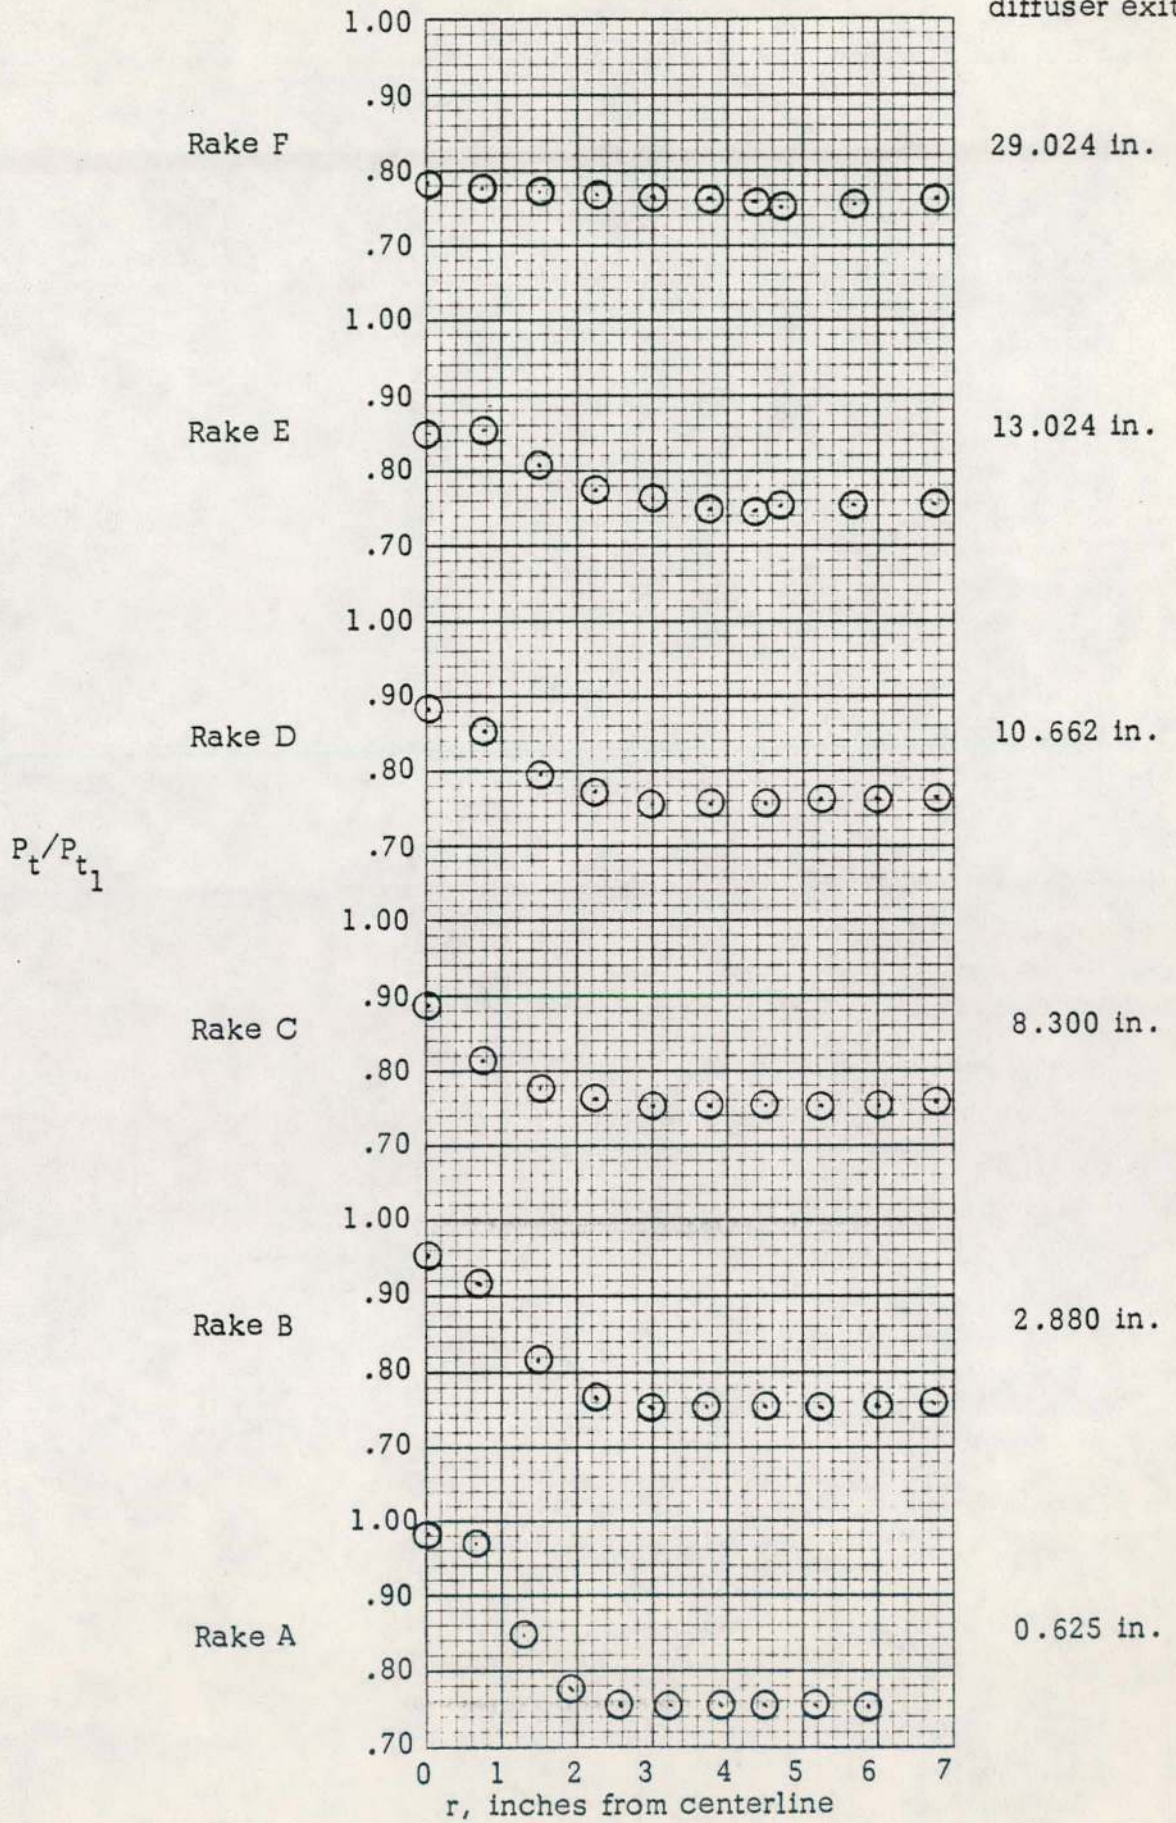 diffuser exit
1.00
.90
Rake F
29.024 in.
.80
.70
1.00
.90
Rake E
13.024 in.
.80
.70
1.00
.90
Rake D
10.662 in.
.80
.70
Pt/Pt1
1.00
.90
Rake C
8.300 in.
.80
.70
1.00
.90
Rake B
2.880 in.
.80
.70
1.00
.90
Rake A
0.625 in.
.80
.70
0 1 2 3 4 5 6 7
r, inches from centerline